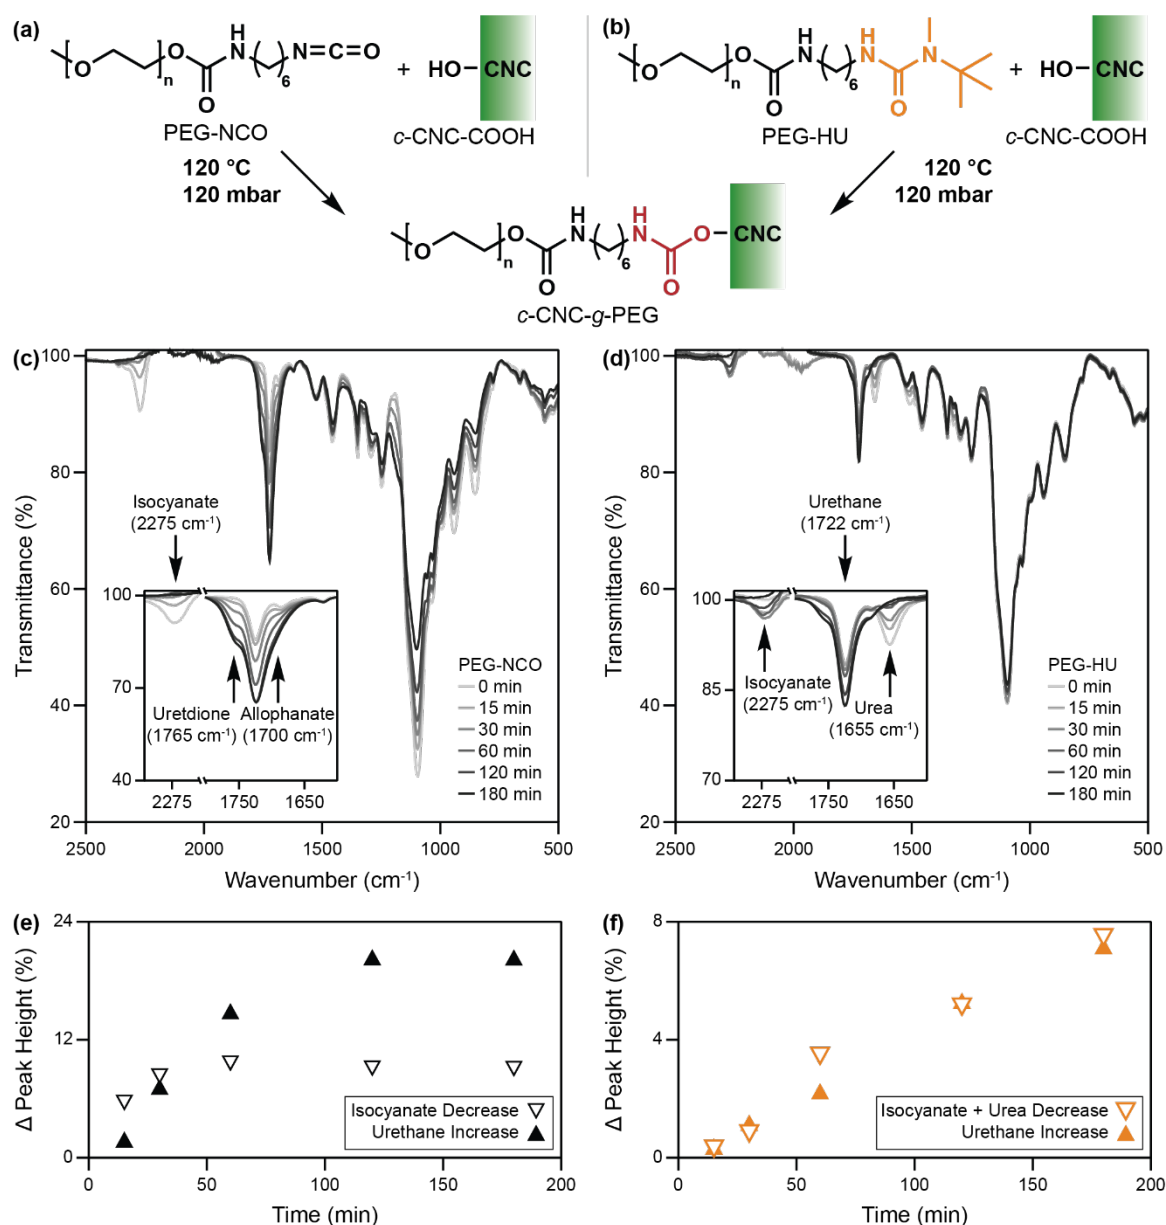 (a)
O
n
O
O
H
N
6
N=C=O
+
HO
CNC
PEG-NCO
c-CNC-COOH
120 °C
120 mbar
(b)
O
n
O
O
H
N
6
H
N
O
N
+
HO
CNC
PEG-HU
c-CNC-COOH
120 °C
120 mbar
O
n
O
O
H
N
6
H
N
O
O
CNC
c-CNC-g-PEG
(c)
Transmittance (%)
100
80
60
40
20
Isocyanate
(2275 cm⁻¹)
100
70
40
Uretdione
(1765 cm⁻¹)
Allophanate
(1700 cm⁻¹)
2275 1750 1650
PEG-NCO
0 min
15 min
30 min
60 min
120 min
180 min
2500 2000 1500 1000 500
Wavenumber (cm⁻¹)
(d)
Transmittance (%)
100
80
60
40
20
Urethane
(1722 cm⁻¹)
100
85
70
Isocyanate
(2275 cm⁻¹)
Urea
(1655 cm⁻¹)
2275 1750 1650
PEG-HU
0 min
15 min
30 min
60 min
120 min
180 min
2500 2000 1500 1000 500
Wavenumber (cm⁻¹)
(e)
Δ Peak Height (%)
24
12
0
Isocyanate Decrease
Urethane Increase
0 50 100 150 200
Time (min)
(f)
Δ Peak Height (%)
8
4
0
Isocyanate + Urea Decrease
Urethane Increase
0 50 100 150 200
Time (min)